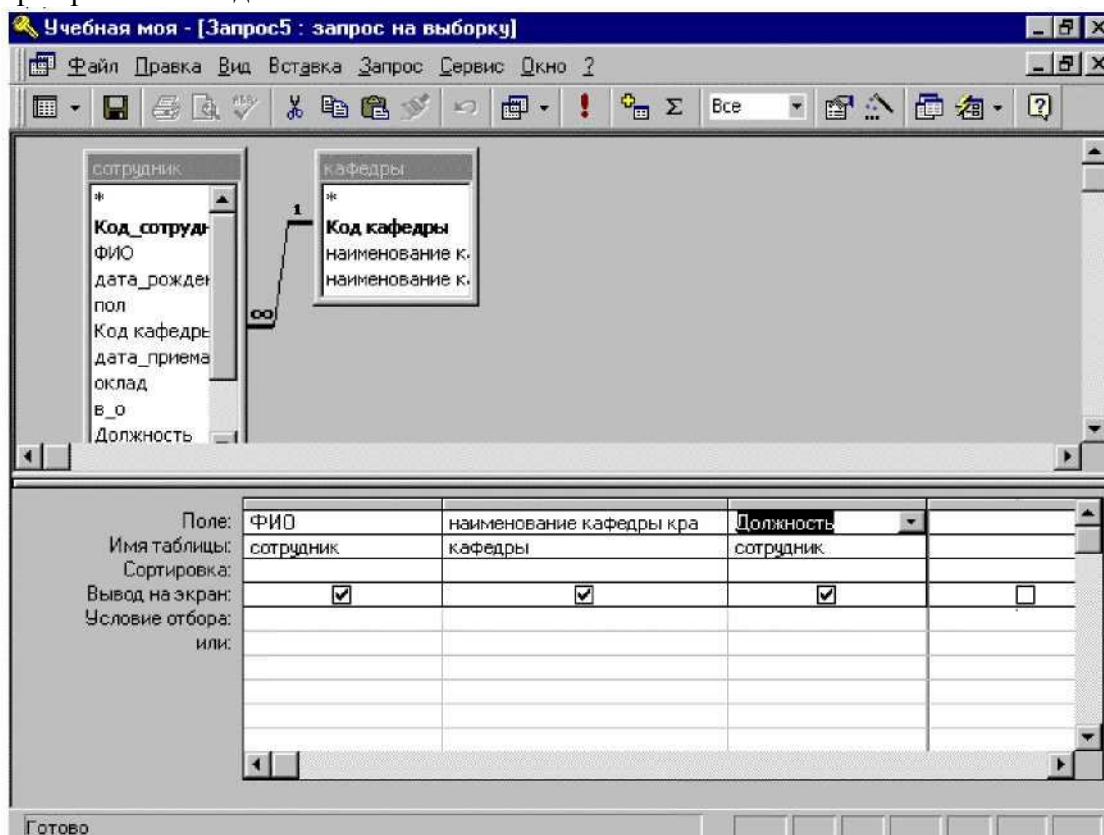 Учебная моя - [Запрос5 : запрос на выборку]
Файл Правка Вид Вставка Запрос Сервис Окно ?
Все
сотрудник
*
Код_сотрудн
ФИО
дата_рожден
пол
Код кафедры
дата_приема
оклад
в_о
Должность
1
∞
кафедры
*
Код кафедры
наименование к
наименование к
Поле: ФИО наименование кафедры кра Должность
Имя таблицы: сотрудник кафедры сотрудник
Сортировка:
Вывод на экран:
Условие отбора:
или:
Готово